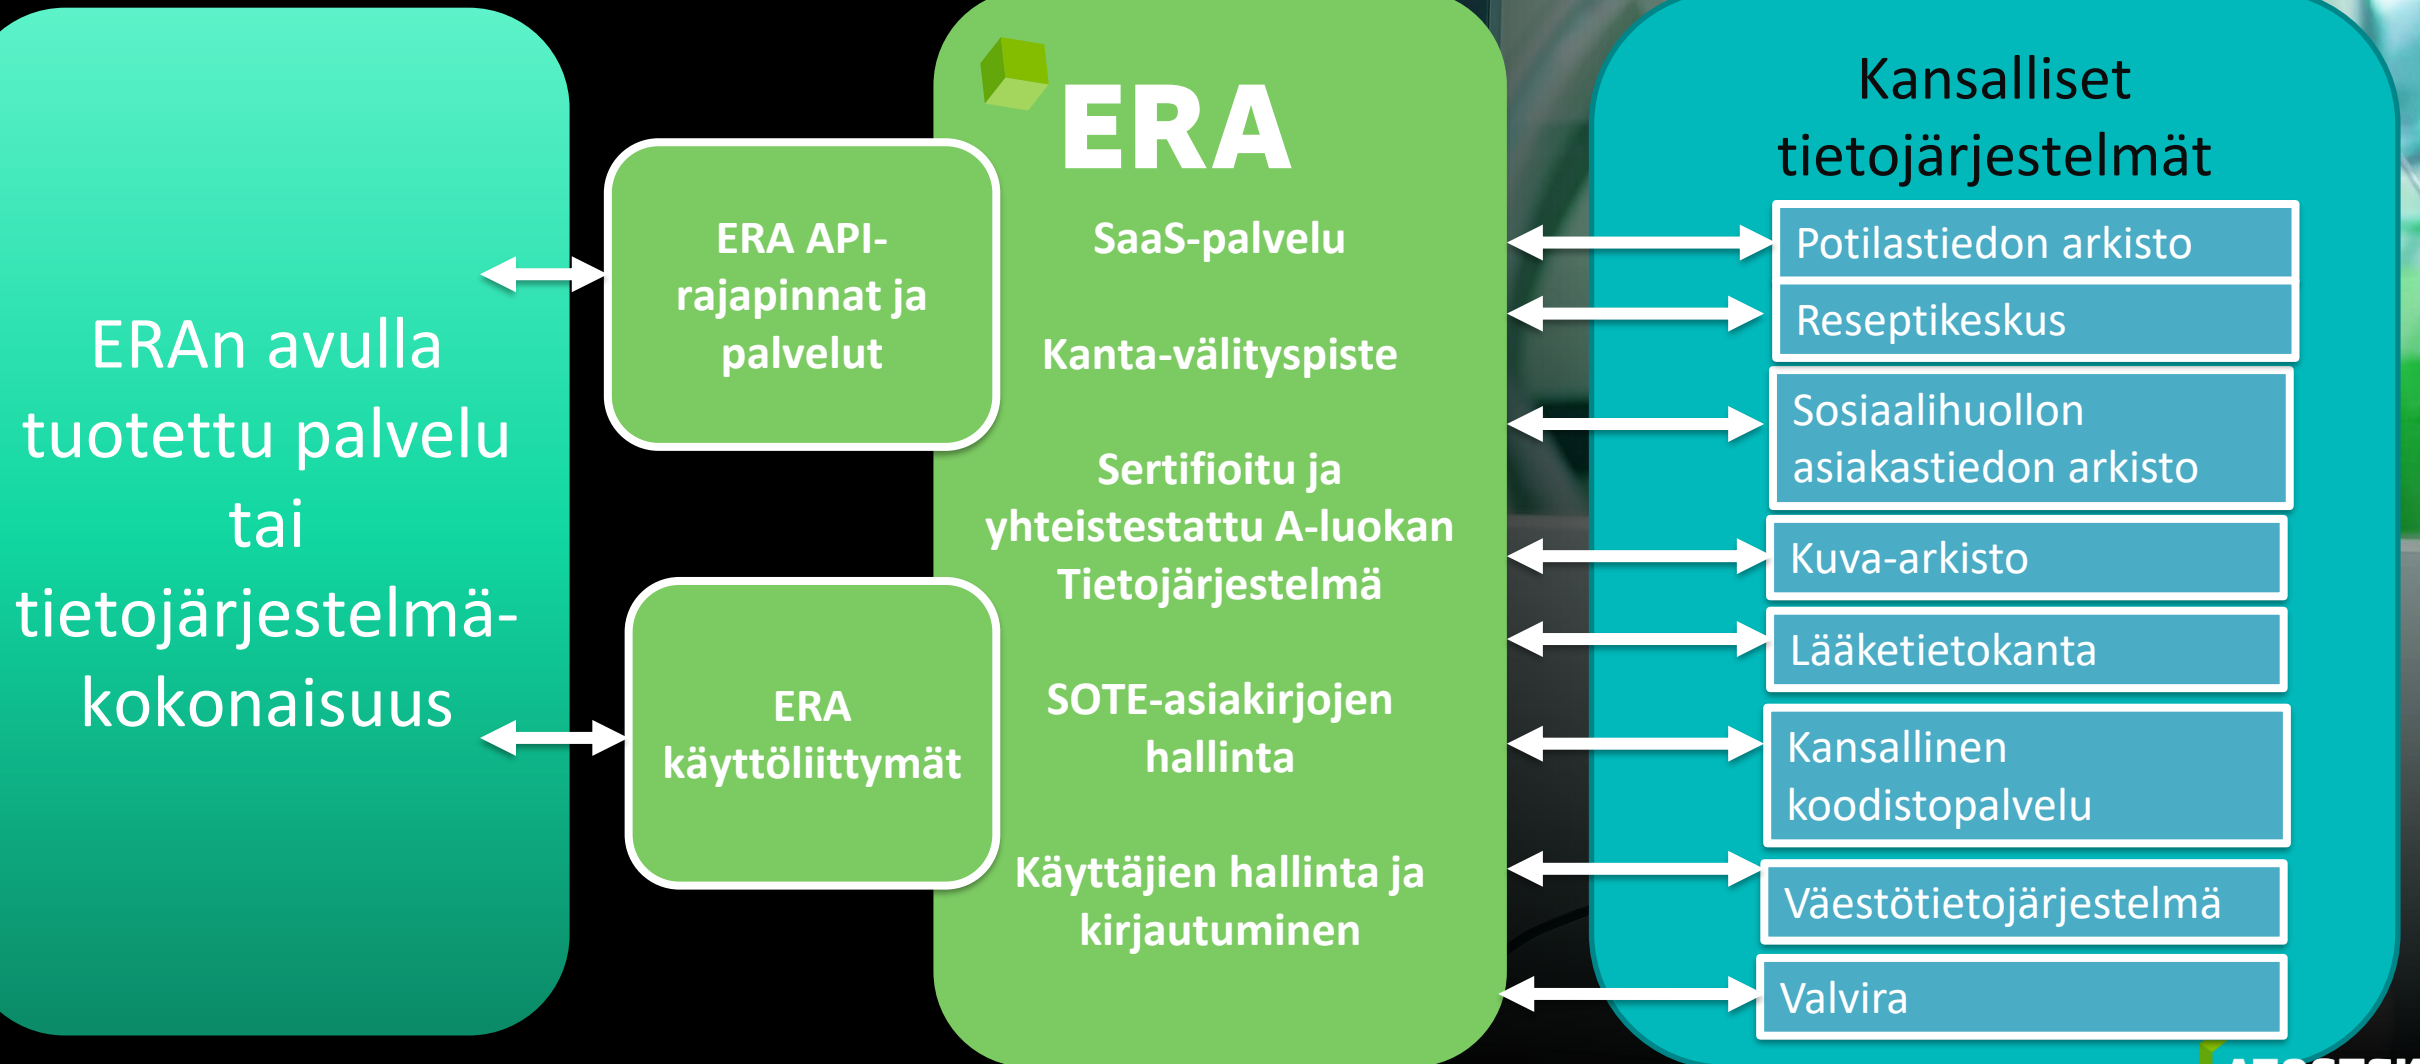 ERAn avulla
tuotettu palvelu
tai
tietojärjestelmä-
kokonaisuus
ERA API-
rajapinnat ja
palvelut
ERA
käyttöliittymät
ERA
SaaS-palvelu
Kanta-välityspiste
Sertifioitu ja
yhteistestattu A-luokan
Tietojärjestelmä
SOTE-asiakirjojen
hallinta
Käyttäjien hallinta ja
kirjautuminen
Kansalliset
tietojärjestelmät
Potilastiedon arkisto
Reseptikeskus
Sosiaalihuollon
asiakastiedon arkisto
Kuva-arkisto
Lääketietokanta
Kansallinen
koodistopalvelu
Väestötietojärjestelmä
Valvira